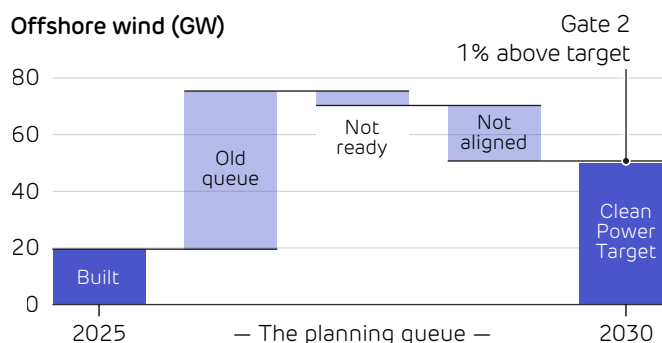 Offshore wind (GW)
Gate 2
1% above target
80
60
40
20
0
Built
Old
queue
Not
ready
Not
aligned
Clean
Power
Target
2025
— The planning queue —
2030